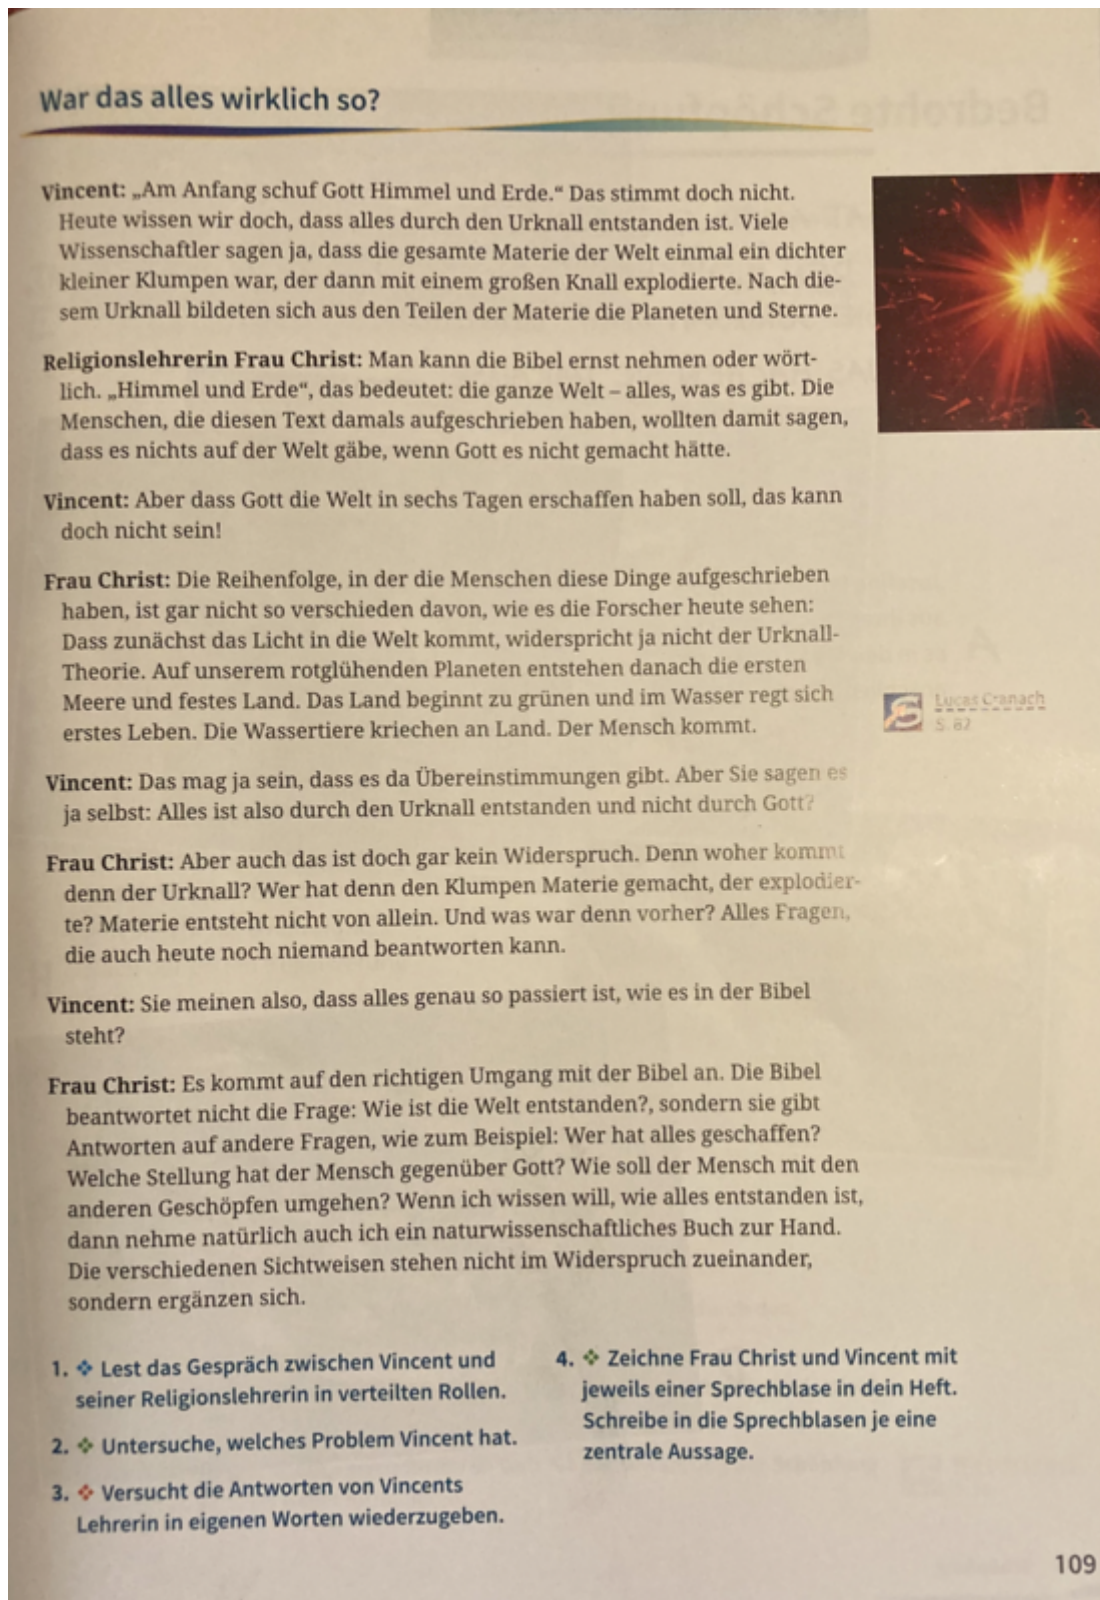 War das alles wirklich so?
Vincent: „Am Anfang schuf Gott Himmel und Erde.“ Das stimmt doch nicht.
Heute wissen wir doch, dass alles durch den Urknall entstanden ist. Viele
Wissenschaftler sagen ja, dass die gesamte Materie der Welt einmal ein dichter
kleiner Klumpen war, der dann mit einem großen Knall explodierte. Nach die-
sem Urknall bildeten sich aus den Teilen der Materie die Planeten und Sterne.
Religionslehrerin Frau Christ: Man kann die Bibel ernst nehmen oder wört-
lich. „Himmel und Erde“, das bedeutet: die ganze Welt – alles, was es gibt. Die
Menschen, die diesen Text damals aufgeschrieben haben, wollten damit sagen,
dass es nichts auf der Welt gäbe, wenn Gott es nicht gemacht hätte.
Vincent: Aber dass Gott die Welt in sechs Tagen erschaffen haben soll, das kann
doch nicht sein!
Frau Christ: Die Reihenfolge, in der die Menschen diese Dinge aufgeschrieben
haben, ist gar nicht so verschieden davon, wie es die Forscher heute sehen:
Dass zunächst das Licht in die Welt kommt, widerspricht ja nicht der Urknall-
Theorie. Auf unserem rotglühenden Planeten entstehen danach die ersten
Meere und festes Land. Das Land beginnt zu grünen und im Wasser regt sich
erstes Leben. Die Wassertiere kriechen an Land. Der Mensch kommt.
Lucas Cranach
S. 82
Vincent: Das mag ja sein, dass es da Übereinstimmungen gibt. Aber Sie sagen es
ja selbst: Alles ist also durch den Urknall entstanden und nicht durch Gott?
Frau Christ: Aber auch das ist doch gar kein Widerspruch. Denn woher kommt
denn der Urknall? Wer hat denn den Klumpen Materie gemacht, der explodier-
te? Materie entsteht nicht von allein. Und was war denn vorher? Alles Fragen,
die auch heute noch niemand beantworten kann.
Vincent: Sie meinen also, dass alles genau so passiert ist, wie es in der Bibel
steht?
Frau Christ: Es kommt auf den richtigen Umgang mit der Bibel an. Die Bibel
beantwortet nicht die Frage: Wie ist die Welt entstanden?, sondern sie gibt
Antworten auf andere Fragen, wie zum Beispiel: Wer hat alles geschaffen?
Welche Stellung hat der Mensch gegenüber Gott? Wie soll der Mensch mit den
anderen Geschöpfen umgehen? Wenn ich wissen will, wie alles entstanden ist,
dann nehme natürlich auch ich ein naturwissenschaftliches Buch zur Hand.
Die verschiedenen Sichtweisen stehen nicht im Widerspruch zueinander,
sondern ergänzen sich.
1. ❖ Lest das Gespräch zwischen Vincent und
seiner Religionslehrerin in verteilten Rollen.
2. ❖ Untersuche, welches Problem Vincent hat.
3. ❖ Versucht die Antworten von Vincents
Lehrerin in eigenen Worten wiederzugeben.
4. ❖ Zeichne Frau Christ und Vincent mit
jeweils einer Sprechblase in dein Heft.
Schreibe in die Sprechblasen je eine
zentrale Aussage.
109